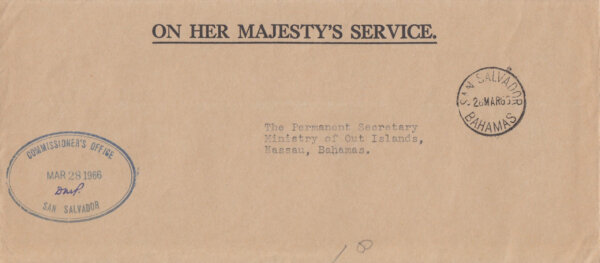 ON HER MAJESTY'S SERVICE.
SAN SALVADOR
BAHAMAS
The Permanent Secretary
Ministry of Out Islands,
Nassau, Bahamas.
COMMISSIONER'S OFFICE
MAR 28 1966
SAN SALVADOR
18